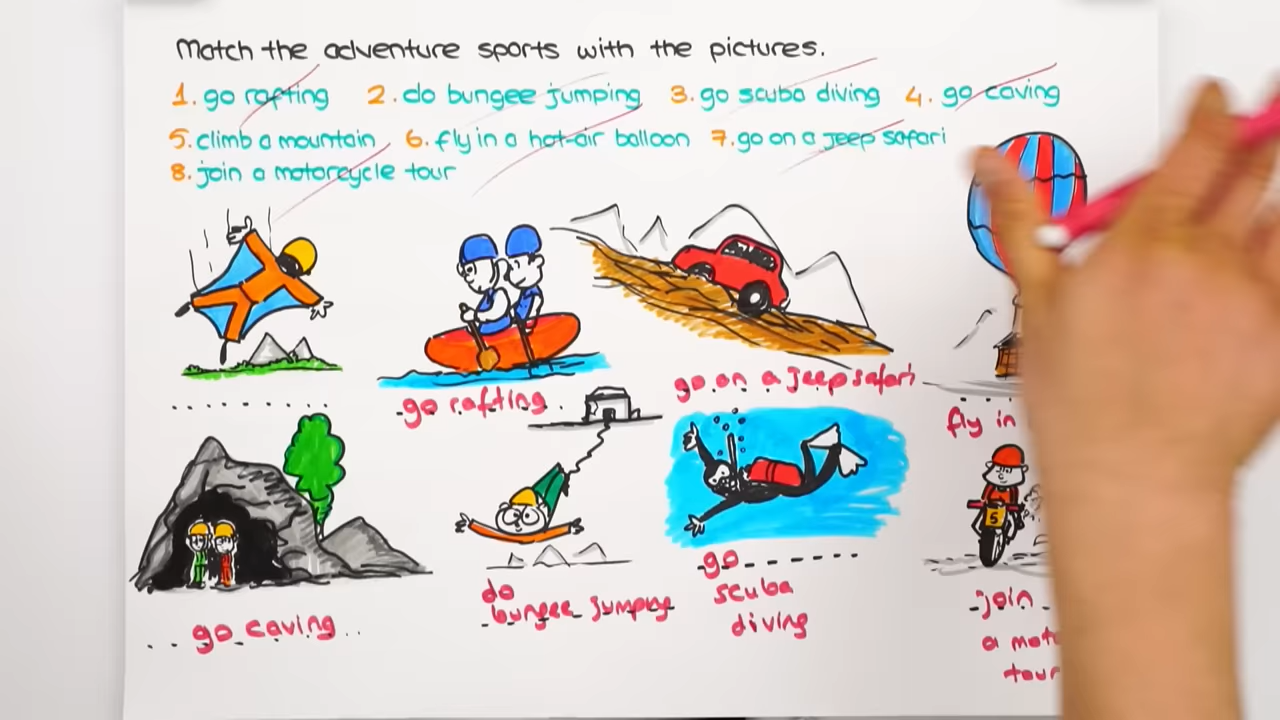 Match the adventure sports with the pictures.
1. go rafting 2. do bungee jumping 3. go scuba diving 4. go caving
5. climb a mountain 6. fly in a hot-air balloon 7. go on a jeep safari
8. join a motorcycle tour
go rafting
go on a jeep safari
fly in
5
go caving
do
bungee jumping
go
scuba
diving
join
a
tour